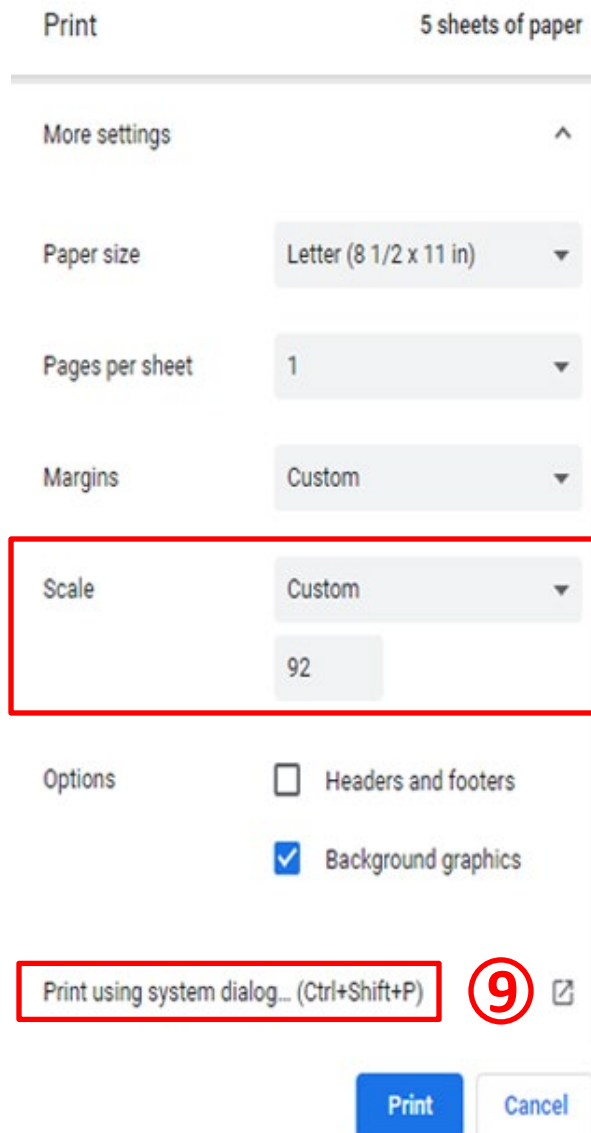 Print 5 sheets of paper
More settings
Paper size Letter (8 1/2 x 11 in)
Pages per sheet 1
Margins Custom
Scale Custom
92
Options Headers and footers
Background graphics
Print using system dialog... (Ctrl+Shift+P) ⑨
Print Cancel